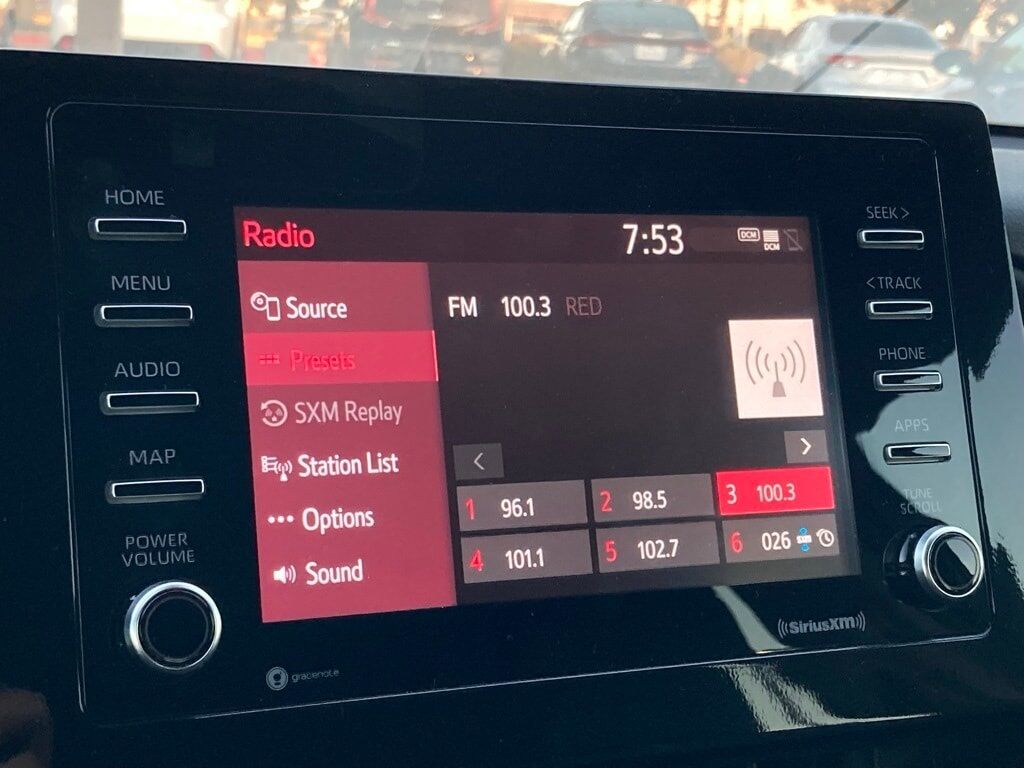 HOME
MENU
AUDIO
MAP
POWER
VOLUME
Radio
7:53
DCM
DCM
Source
Presets
SXM Replay
Station List
Options
Sound
FM 100.3 RED
<
>
1 96.1
2 98.5
3 100.3
4 101.1
5 102.7
6 026 SXM
SEEK >
< TRACK
PHONE
APPS
TUNE
SCROLL
gracenote
SiriusXM